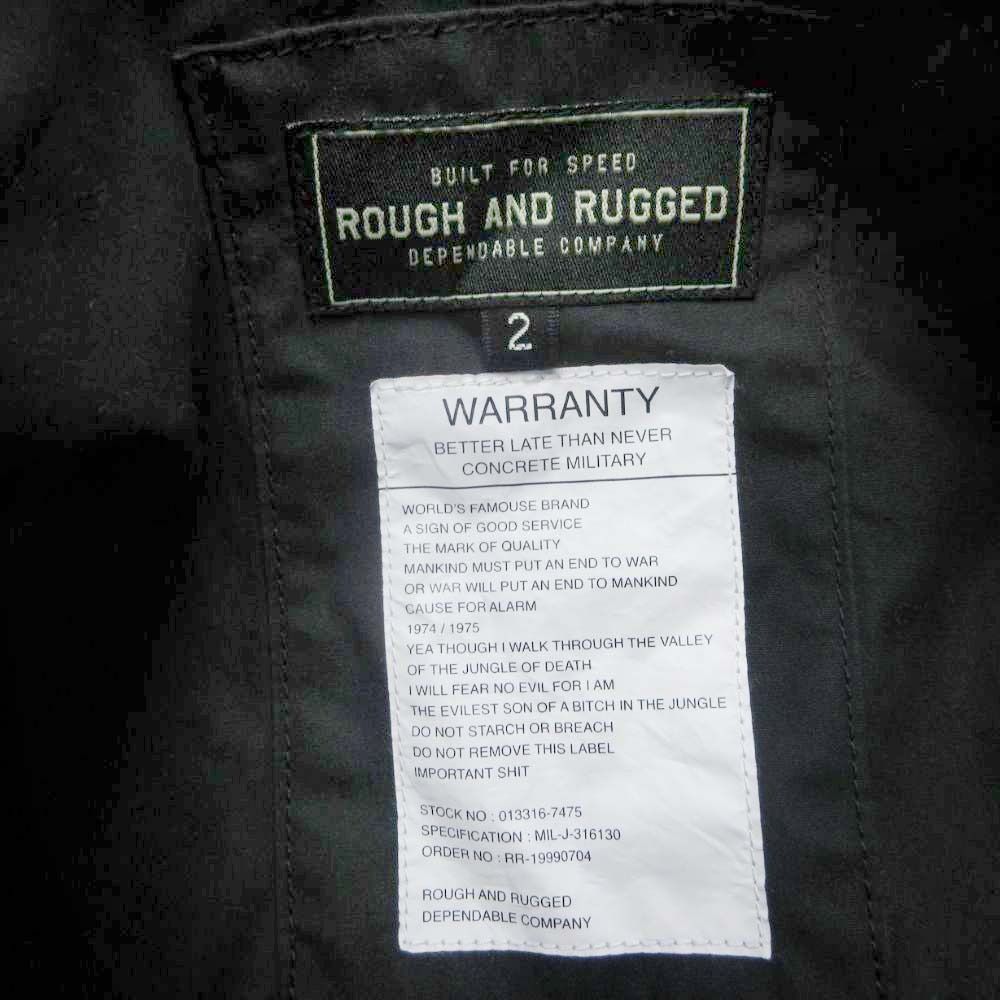 BUILT FOR SPEED
ROUGH AND RUGGED
DEPENDABLE COMPANY
2
WARRANTY
BETTER LATE THAN NEVER
CONCRETE MILITARY
WORLD'S FAMOUSE BRAND
A SIGN OF GOOD SERVICE
THE MARK OF QUALITY
MANKIND MUST PUT AN END TO WAR
OR WAR WILL PUT AN END TO MANKIND
CAUSE FOR ALARM
1974 / 1975
YEA THOUGH I WALK THROUGH THE VALLEY
OF THE JUNGLE OF DEATH
I WILL FEAR NO EVIL FOR I AM
THE EVILEST SON OF A BITCH IN THE JUNGLE
DO NOT STARCH OR BREACH
DO NOT REMOVE THIS LABEL
IMPORTANT SHIT
STOCK NO : 013316-7475
SPECIFICATION : MIL-J-316130
ORDER NO : RR-19990704
ROUGH AND RUGGED
DEPENDABLE COMPANY